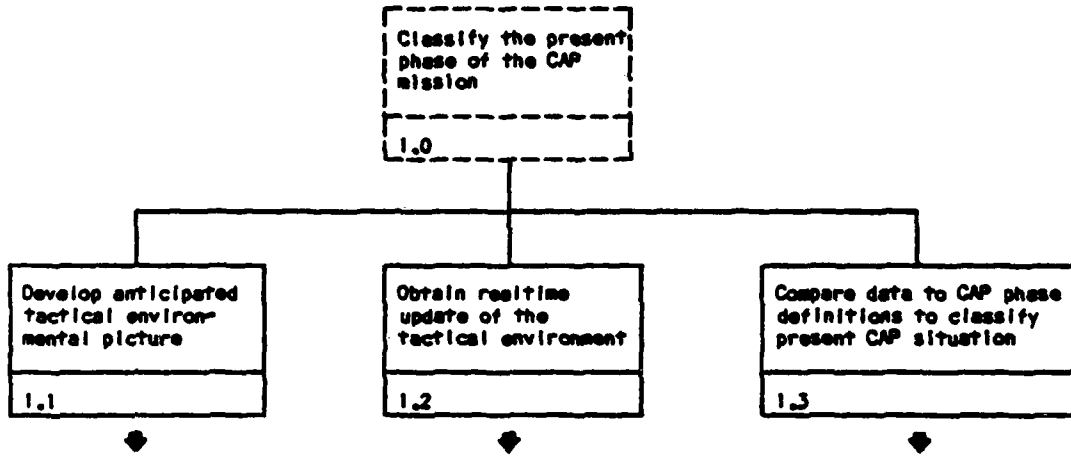 Classify the present
phase of the CAP
mission
1.0
Develop anticipated
tactical environ-
mental picture
1.1
Obtain realtime
update of the
tactical environment
1.2
Compare data to CAP phase
definitions to classify
present CAP situation
1.3